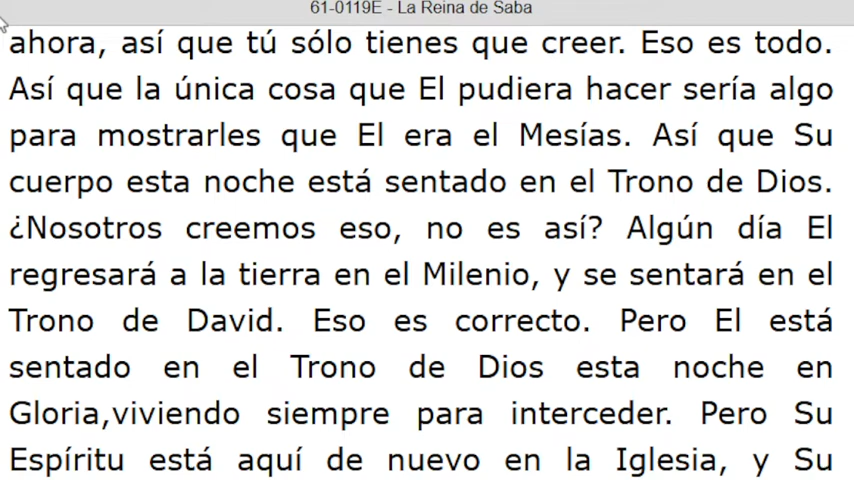 61-0119E - La Reina de Saba
ahora, así que tú sólo tienes que creer. Eso es todo.
Así que la única cosa que El pudiera hacer sería algo
para mostrarles que El era el Mesías. Así que Su
cuerpo esta noche está sentado en el Trono de Dios.
¿Nosotros creemos eso, no es así? Algún día El
regresará a la tierra en el Milenio, y se sentará en el
Trono de David. Eso es correcto. Pero El está
sentado en el Trono de Dios esta noche en
Gloria,viviendo siempre para interceder. Pero Su
Espíritu está aquí de nuevo en la Iglesia, y Su